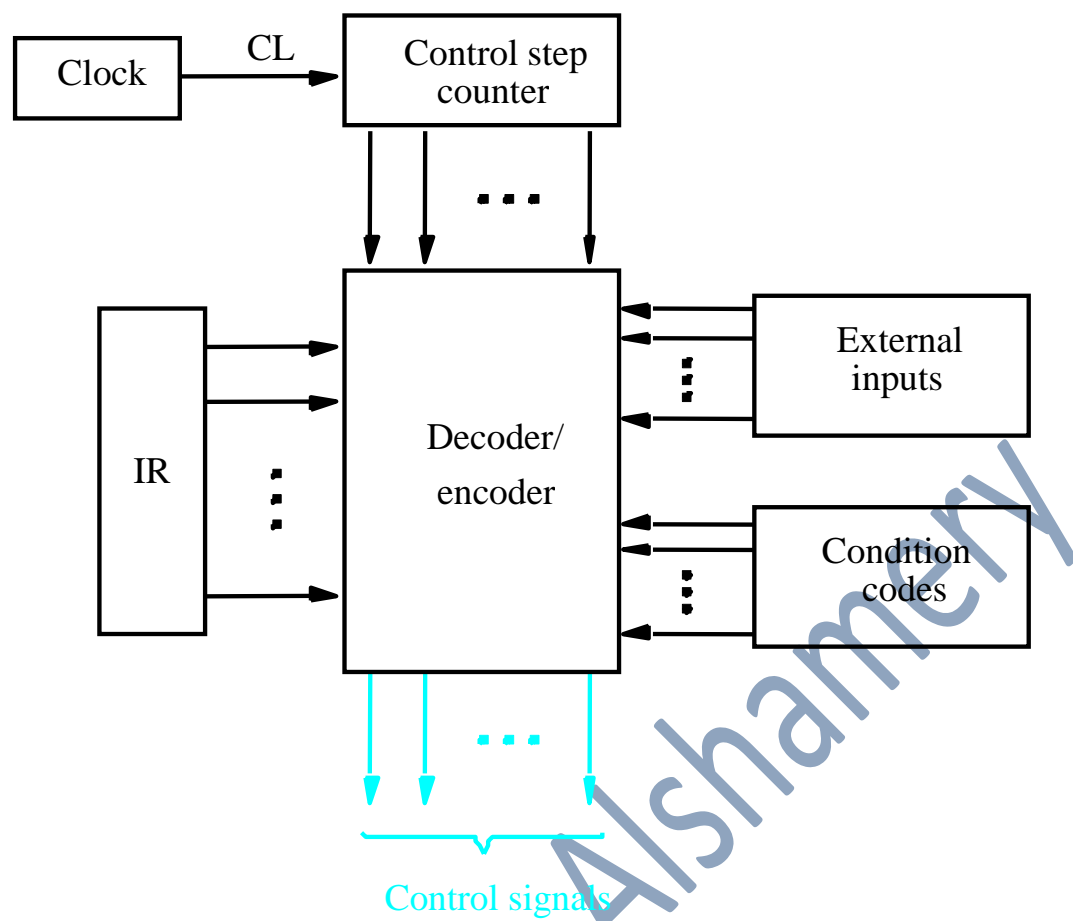 Clock
CL
Control step
counter
IR
Decoder/
encoder
External
inputs
Condition
codes
Control signals
Alshamery